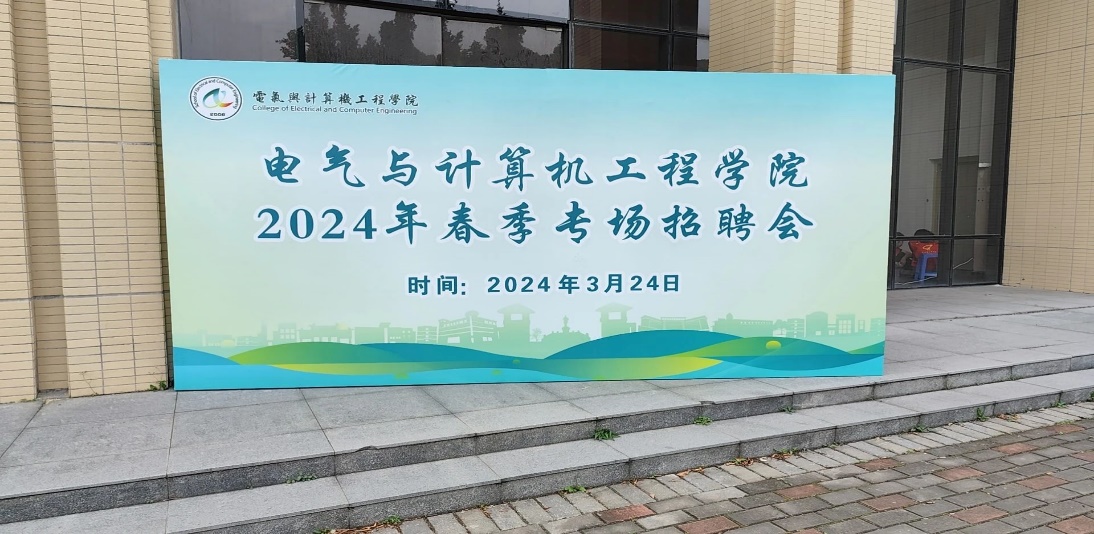 電氣與計算機工程學院
College of Electrical and Computer Engineering
2006
电气与计算机工程学院
2024年春季专场招聘会
时间：2024年3月24日